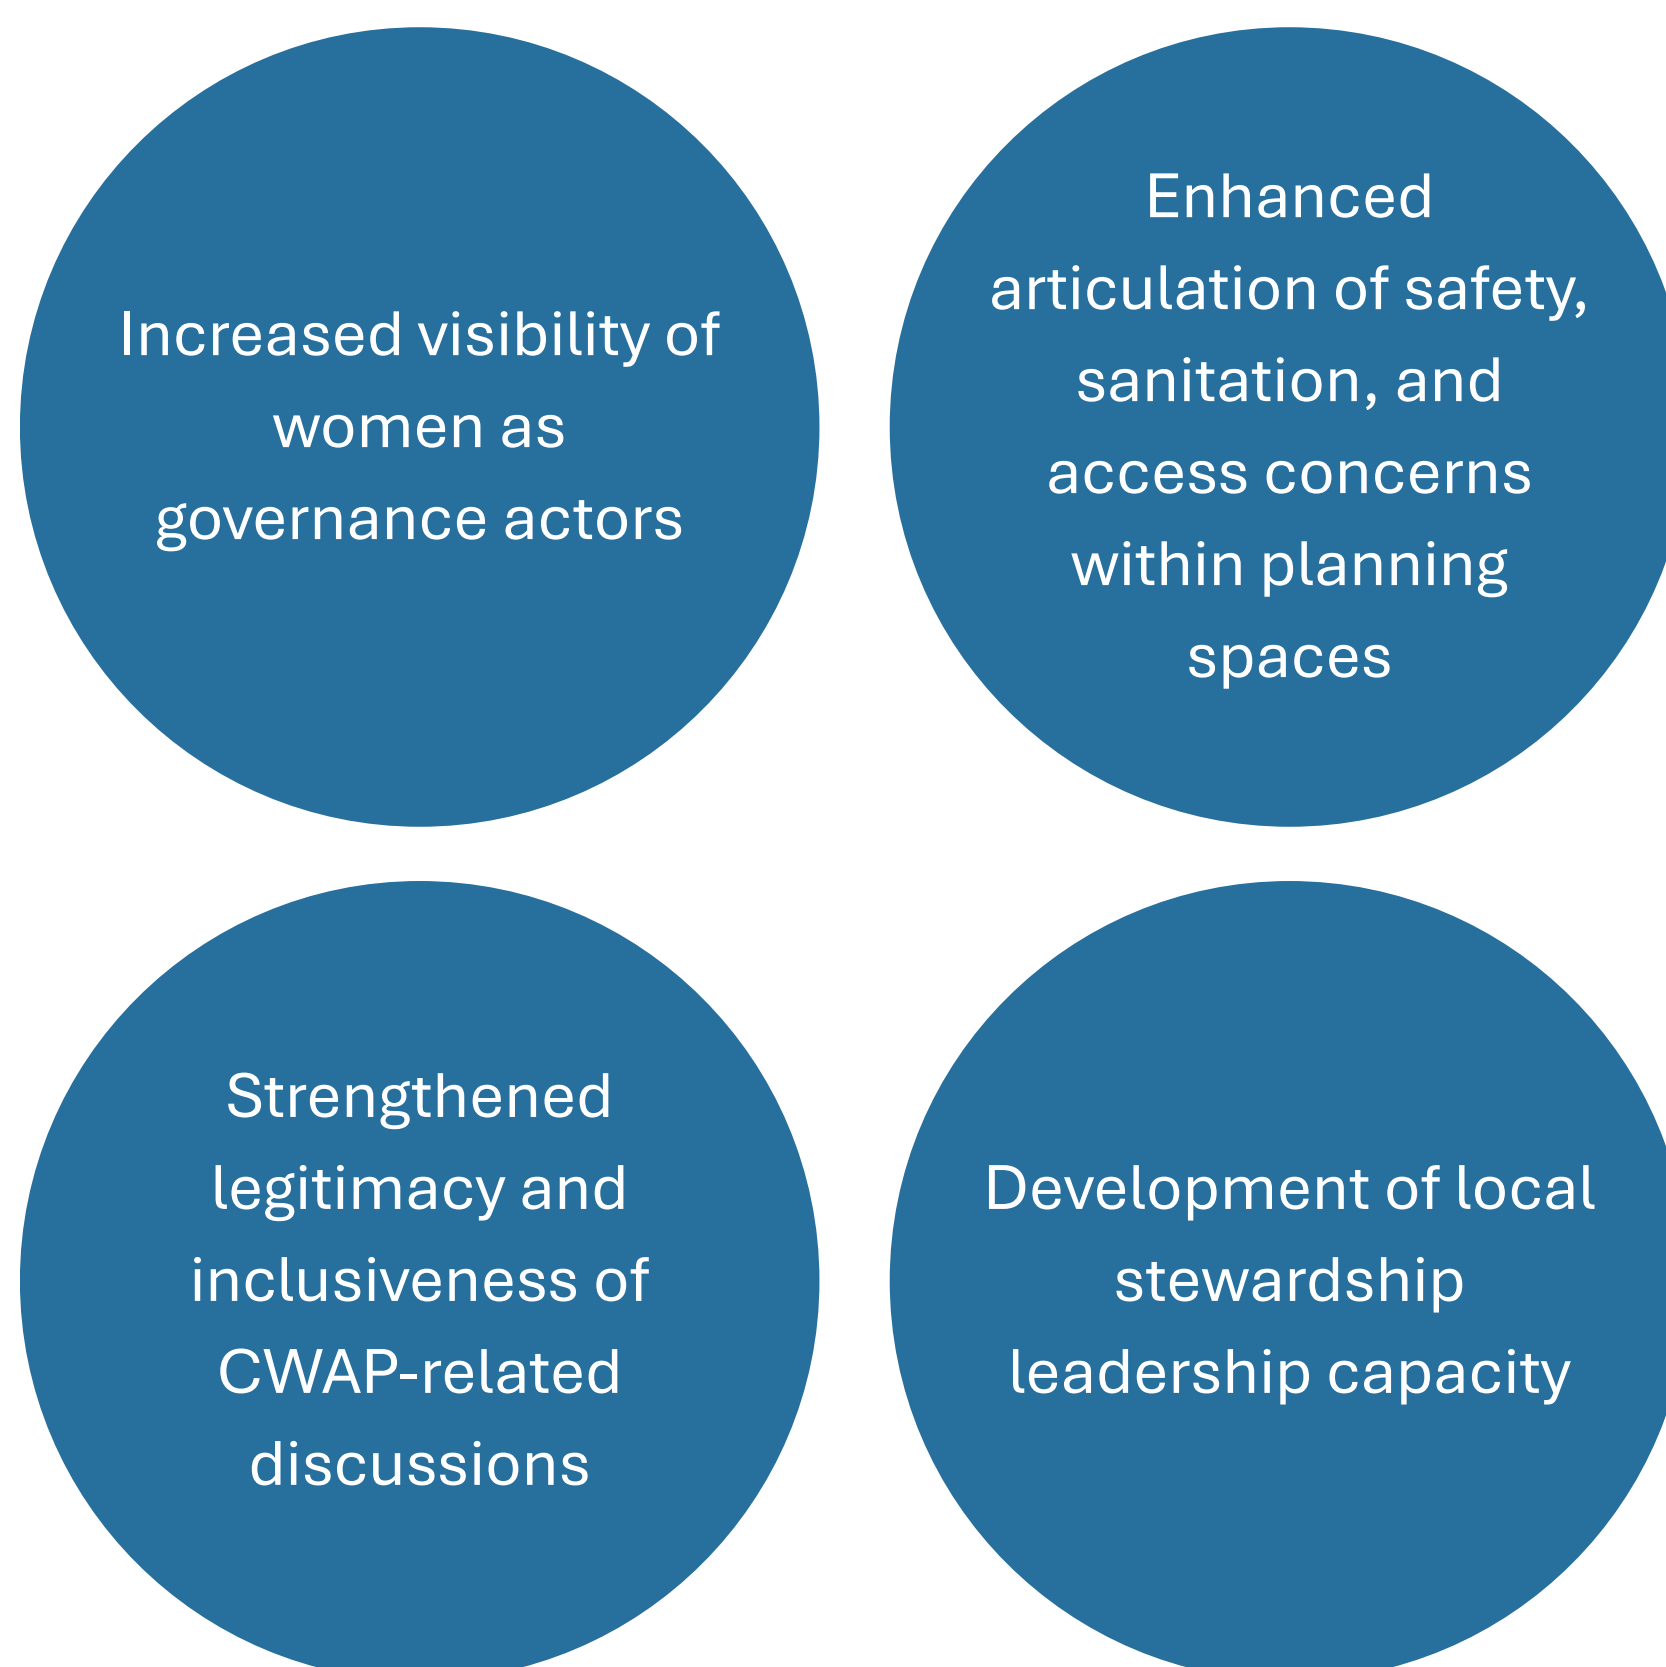 Increased visibility of
women as
governance actors
Enhanced
articulation of safety,
sanitation, and
access concerns
within planning
spaces
Strengthened
legitimacy and
inclusiveness of
CWAP-related
discussions
Development of local
stewardship
leadership capacity